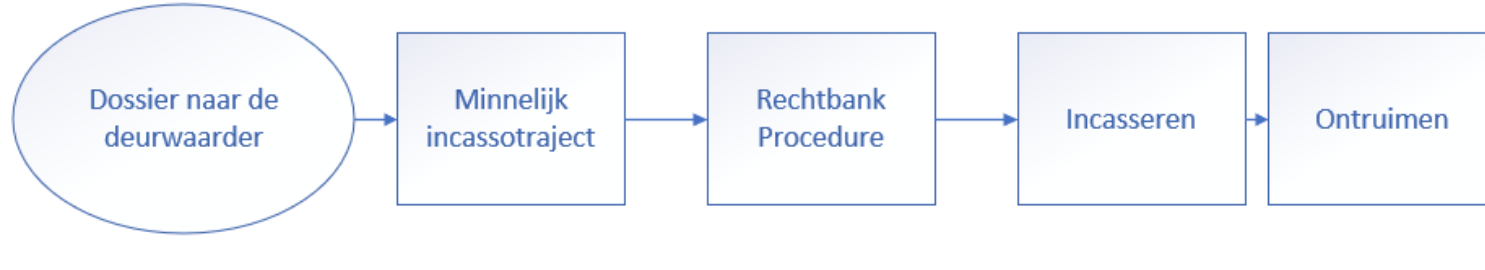 Dossier naar de
deurwaarder
Minnelijk
incassotraject
Rechtbank
Procedure
Incasseren
Ontruimen